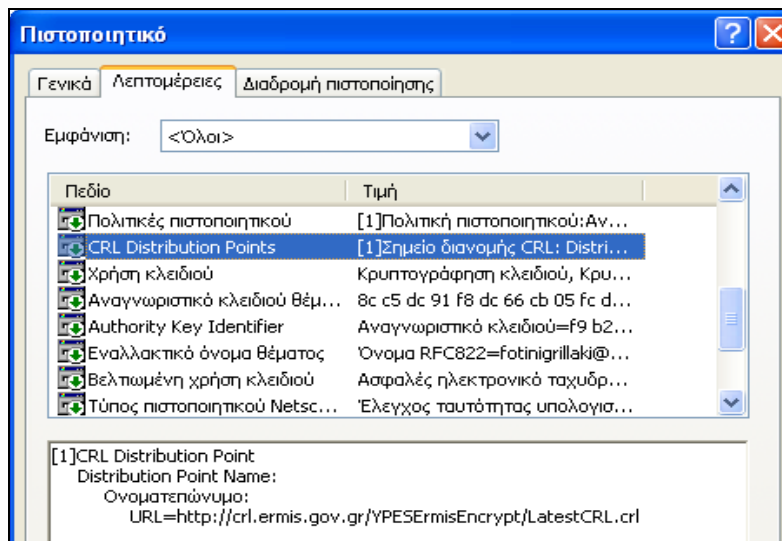 Πιστοποιητικό
Γενικά Λεπτομέρειες Διαδρομή πιστοποίησης
Εμφάνιση: <Όλοι>
Πεδίο Τιμή
Πολιτικές πιστοποιητικού [1]Πολιτική πιστοποιητικού:Αν...
CRL Distribution Points [1]Σημείο διανομής CRL: Distri...
Χρήση κλειδιού Κρυπτογράφηση κλειδιού, Κρυ...
Αναγνωριστικό κλειδιού θέμ... 8c c5 dc 91 f8 dc 66 cb 05 fc d...
Authority Key Identifier Αναγνωριστικό κλειδιού=f9 b2...
Εναλλακτικό όνομα θέματος Όνομα RFC822=fotinigrillaki@...
Βελτιωμένη χρήση κλειδιού Ασφαλές ηλεκτρονικό ταχυδρ...
Τύπος πιστοποιητικού Netsc... Έλεγχος ταυτότητας υπολογισ...
[1]CRL Distribution Point
Distribution Point Name:
Ονοματεπώνυμο:
URL=http://crl.ermis.gov.gr/YPESErmisEncrypt/LatestCRL.crl